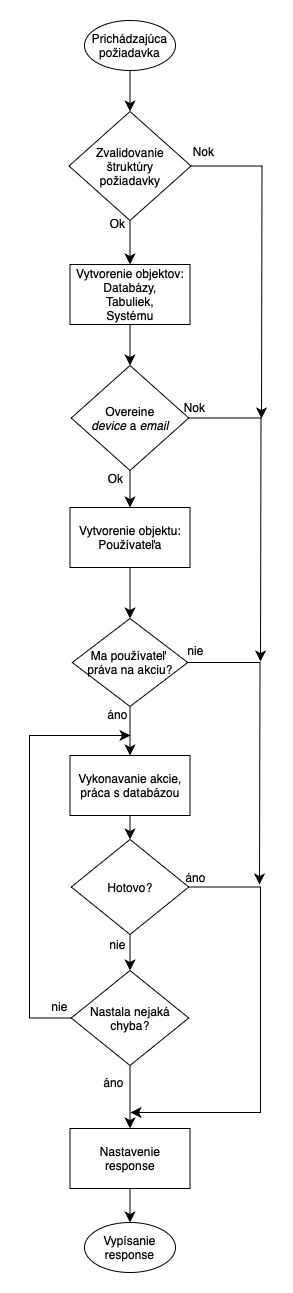 Prichádzajúca
požiadavka
Zvalidovanie
štruktúry
požiadavky
Nok
Ok
Vytvorenie objektov:
Databázy,
Tabuliek,
Systému
Overeine
device a email
Nok
Ok
Vytvorenie objektu:
Používateľa
Ma používateľ
práva na akciu?
nie
áno
Vykonavanie akcie,
práca s databázou
Hotovo?
áno
nie
Nastala nejaká
chyba?
nie
áno
Nastavenie
response
Vypísanie
response